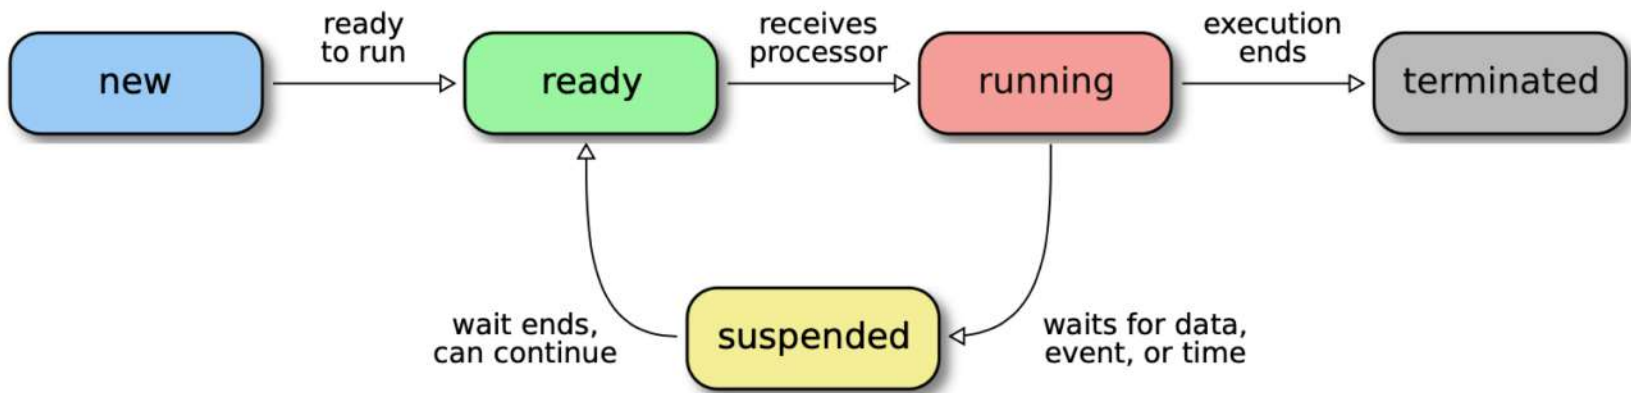 new
ready
to run
ready
receives
processor
running
execution
ends
terminated
wait ends,
can continue
suspended
waits for data,
event, or time